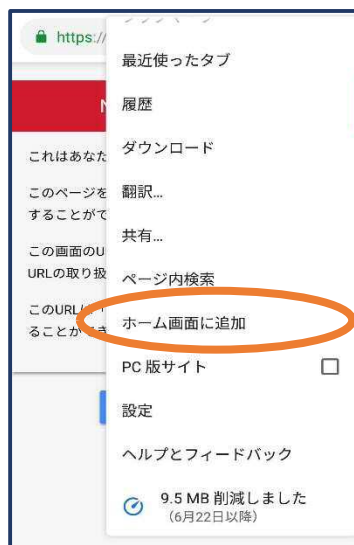 https://
最近使ったタブ
履歴
ダウンロード
翻訳...
共有...
ページ内検索
ホーム画面に追加
PC 版サイト
設定
ヘルプとフィードバック
9.5 MB 削減しました
(6月22日以降)
これはあなた
このページを
することがで
この画面のU
URLの取り扱
このURL
ることが